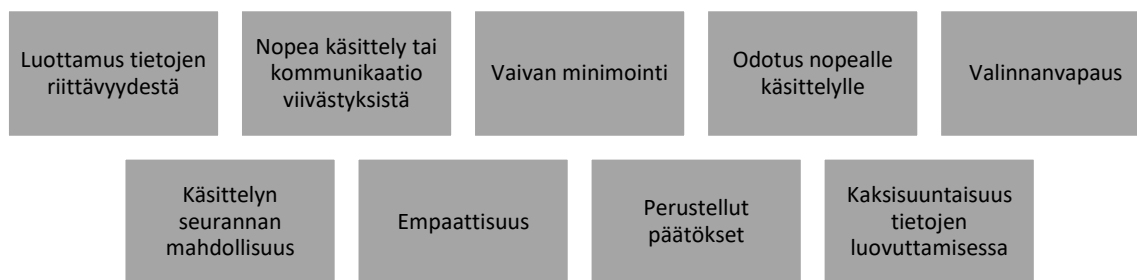 Luottamus tietojen
riittävyydestä
Nopea käsittely tai
kommunikaatio
viivästyksistä
Vaivan minimointi
Odotus nopealle
käsittelylle
Valinnanvapaus
Käsittelyn
seurannan
mahdollisuus
Empaattisuus
Perustellut
päätökset
Kaksisuuntaisuus
tietojen
luovuttamisessa